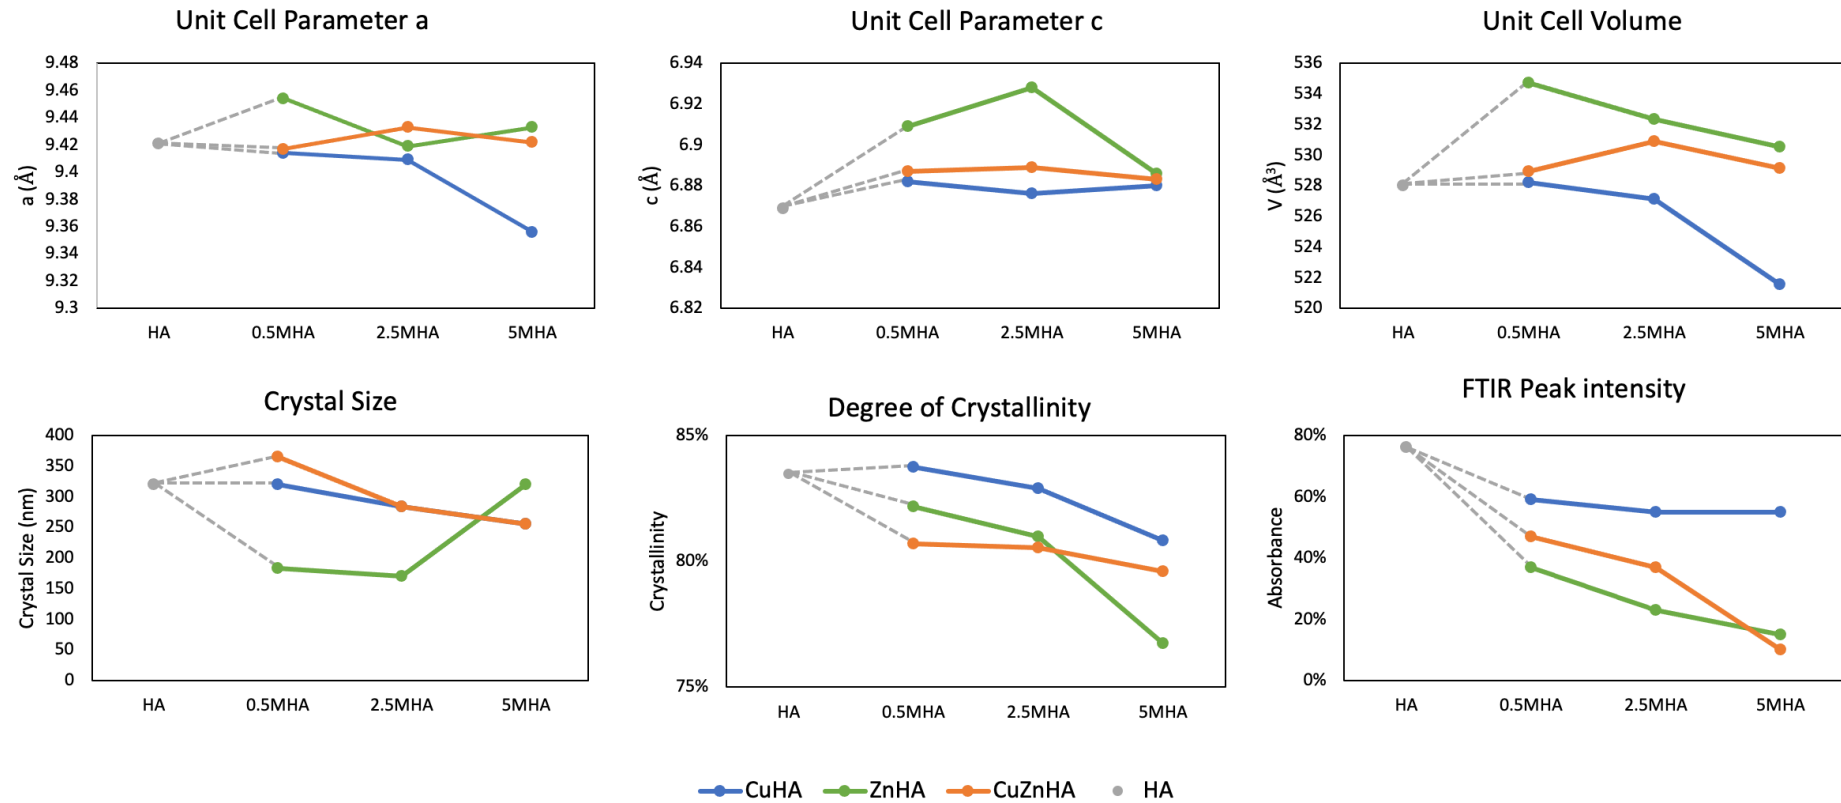 Unit Cell Parameter a
9.48
9.46
9.44
9.42
9.4
9.38
9.36
9.34
9.32
9.3
a (Å)
HA 0.5MHA 2.5MHA 5MHA
Unit Cell Parameter c
6.94
6.92
6.9
6.88
6.86
6.84
6.82
c (Å)
HA 0.5MHA 2.5MHA 5MHA
Unit Cell Volume
536
534
532
530
528
526
524
522
520
V (Å³)
HA 0.5MHA 2.5MHA 5MHA
Crystal Size
400
350
300
250
200
150
100
50
0
Crystal Size (nm)
HA 0.5MHA 2.5MHA 5MHA
Degree of Crystallinity
85%
80%
75%
Crystallinity
HA 0.5MHA 2.5MHA 5MHA
FTIR Peak intensity
80%
60%
40%
20%
0%
Absorbance
HA 0.5MHA 2.5MHA 5MHA
CuHA ZnHA CuZnHA HA